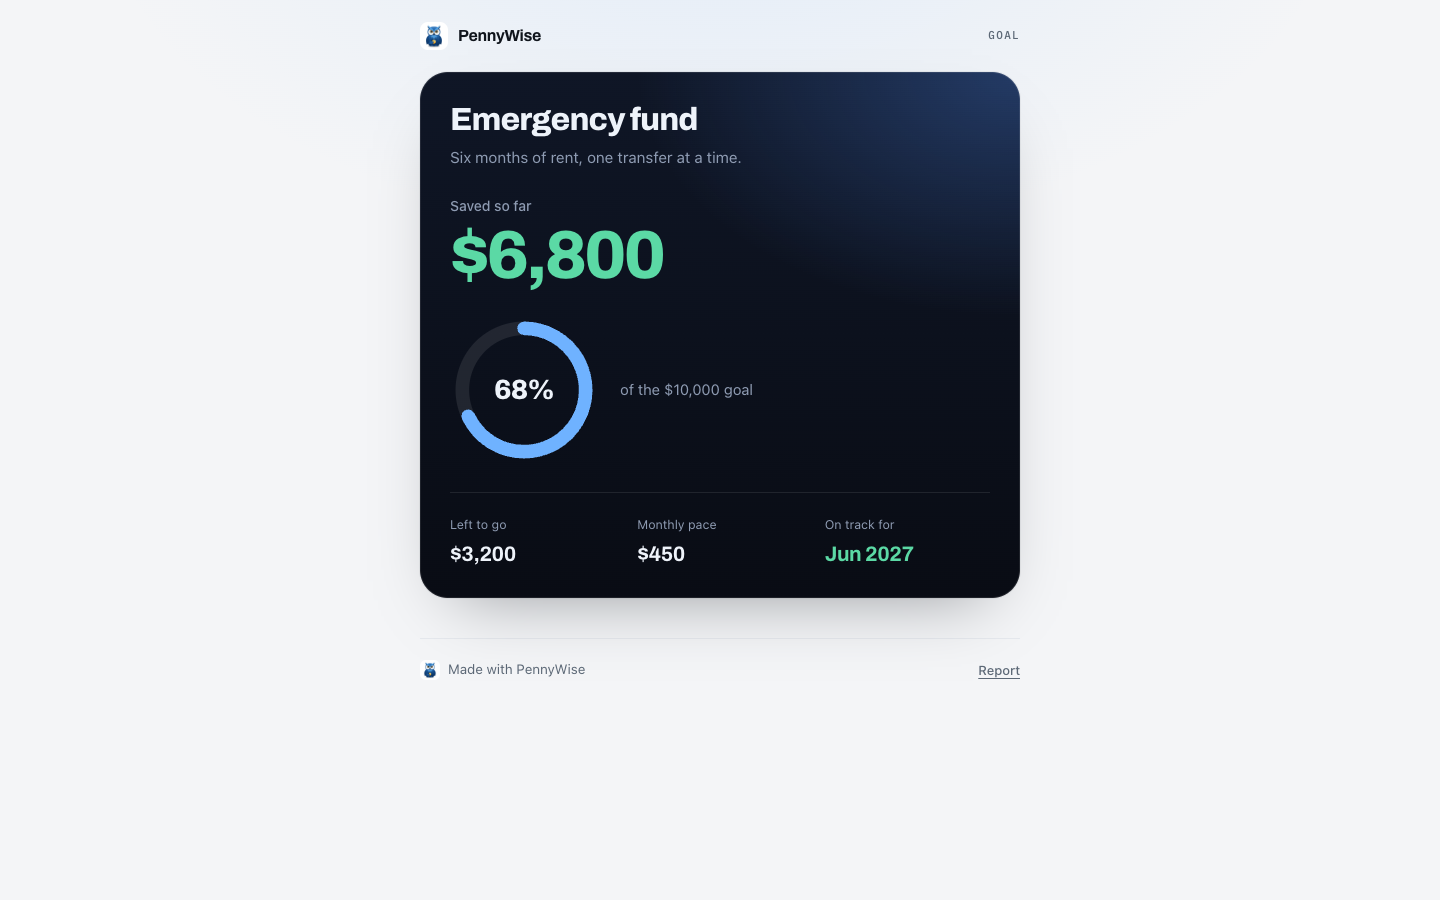 PennyWise
GOAL
Emergency fund
Six months of rent, one transfer at a time.
Saved so far
$6,800
68%
of the $10,000 goal
Left to go
$3,200
Monthly pace
$450
On track for
Jun 2027
Made with PennyWise
Report